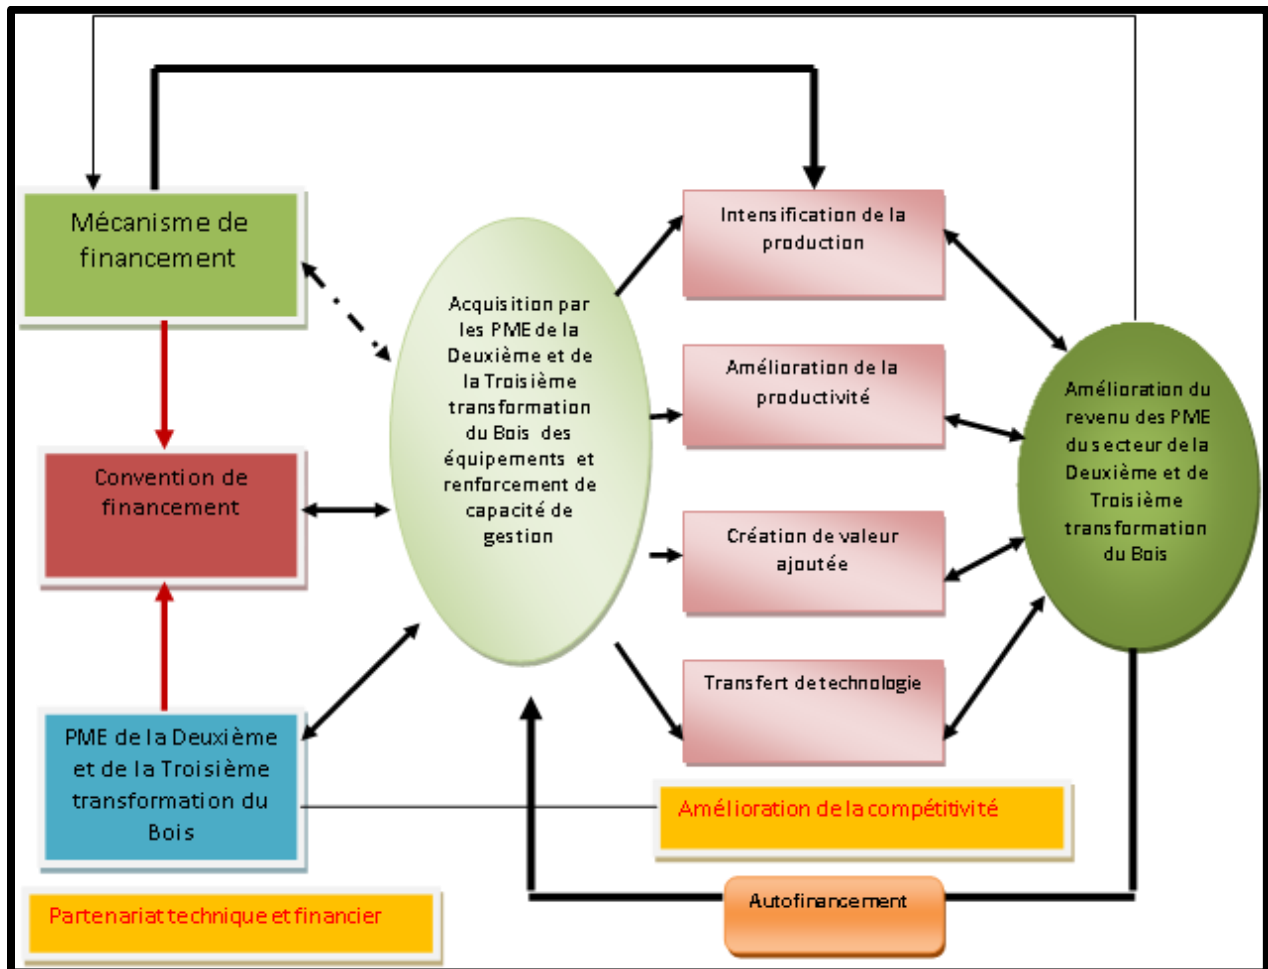 Mécanisme de
financement
Convention de
financement
PME de la Deuxième
et de la Troisième
transformation du
Bois
Partenariat technique et financier
Acquisition par
les PME de la
Deuxième et de
la Troisième
transformation
du Bois des
équipements et
renforcement de
capacité de
gestion
Intensification de la
production
Amélioration de la
productivité
Création de valeur
ajoutée
Transfert de technologie
Amélioration de la compétitivité
Autofinancement
Amélioration du
revenu des PME
du secteur de la
Deuxième et de
Troisième
transformation
du Bois